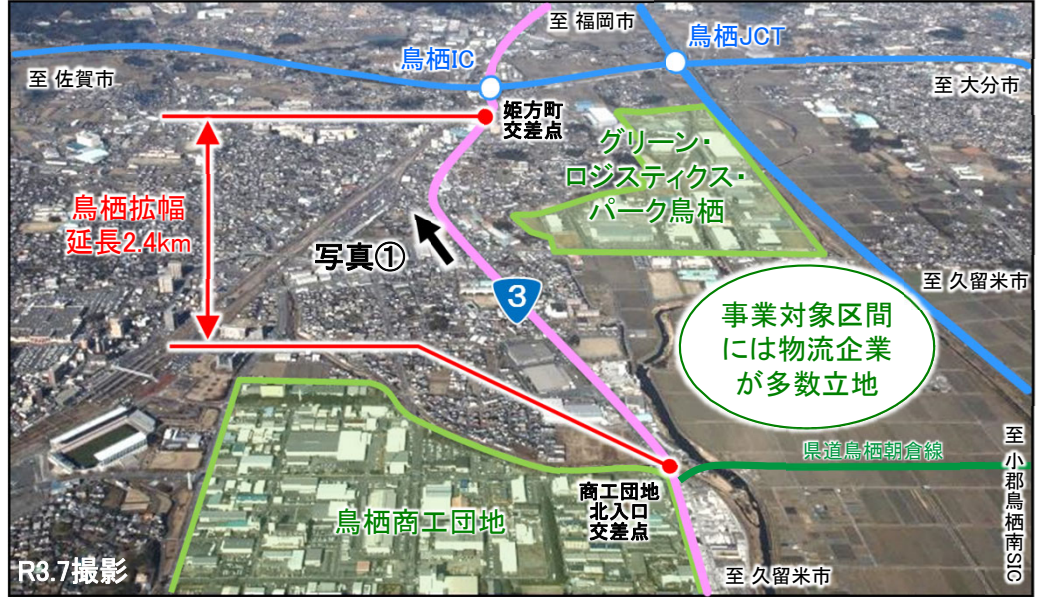 至 福岡市
鳥栖JCT
鳥栖IC
至 佐賀市
至 大分市
姫方町
交差点
グリーン・
ロジスティクス・
パーク鳥栖
鳥栖拡幅
延長2.4km
写真①
3
至 久留米市
事業対象区間
には物流企業
が多数立地
県道鳥栖朝倉線
至 小郡鳥栖南SIC
商工団地
北入口
交差点
鳥栖商工団地
R3.7撮影
至 久留米市